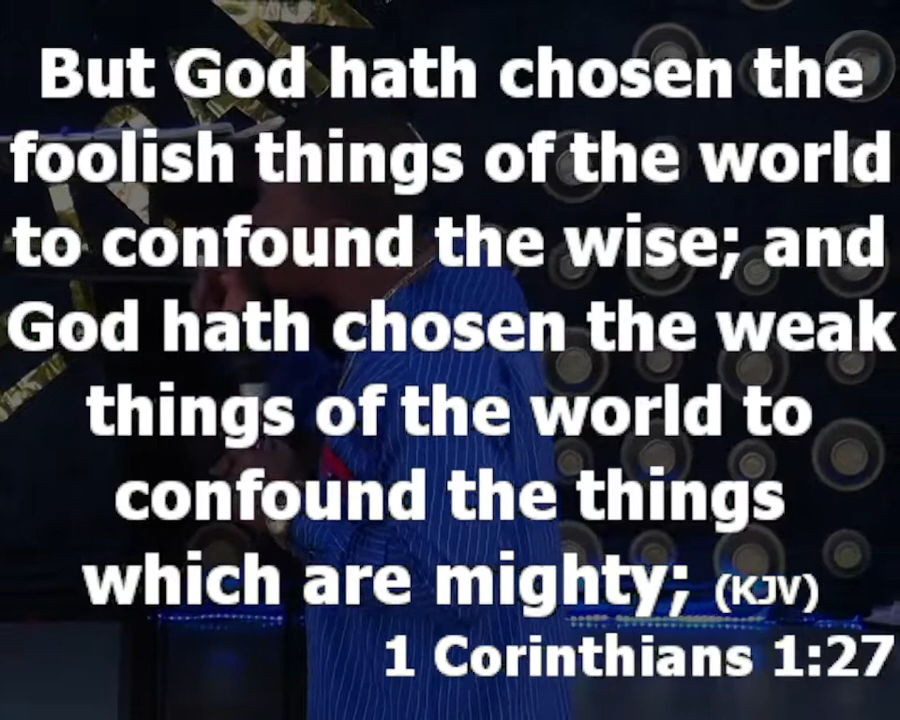 But God hath chosen the
foolish things of the world
to confound the wise; and
God hath chosen the weak
things of the world to
confound the things
which are mighty; (KJV)
1 Corinthians 1:27